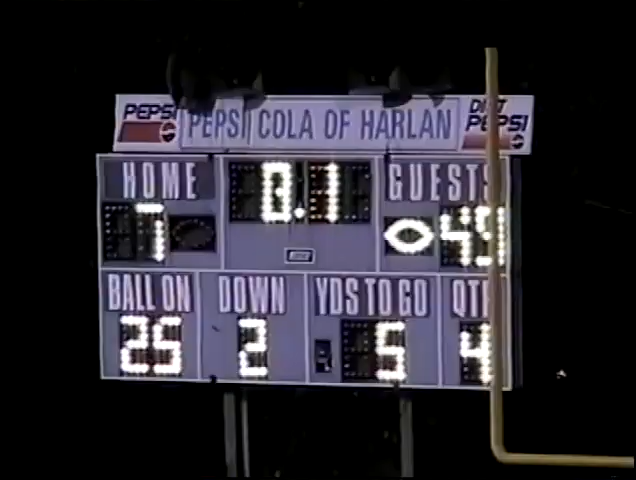 PEPSI PEPSI COLA OF HARLAN DIET PEPSI
HOME 0.1 GUESTS
7 49
BALL ON DOWN YDS TO GO QTR
25 2 5 4